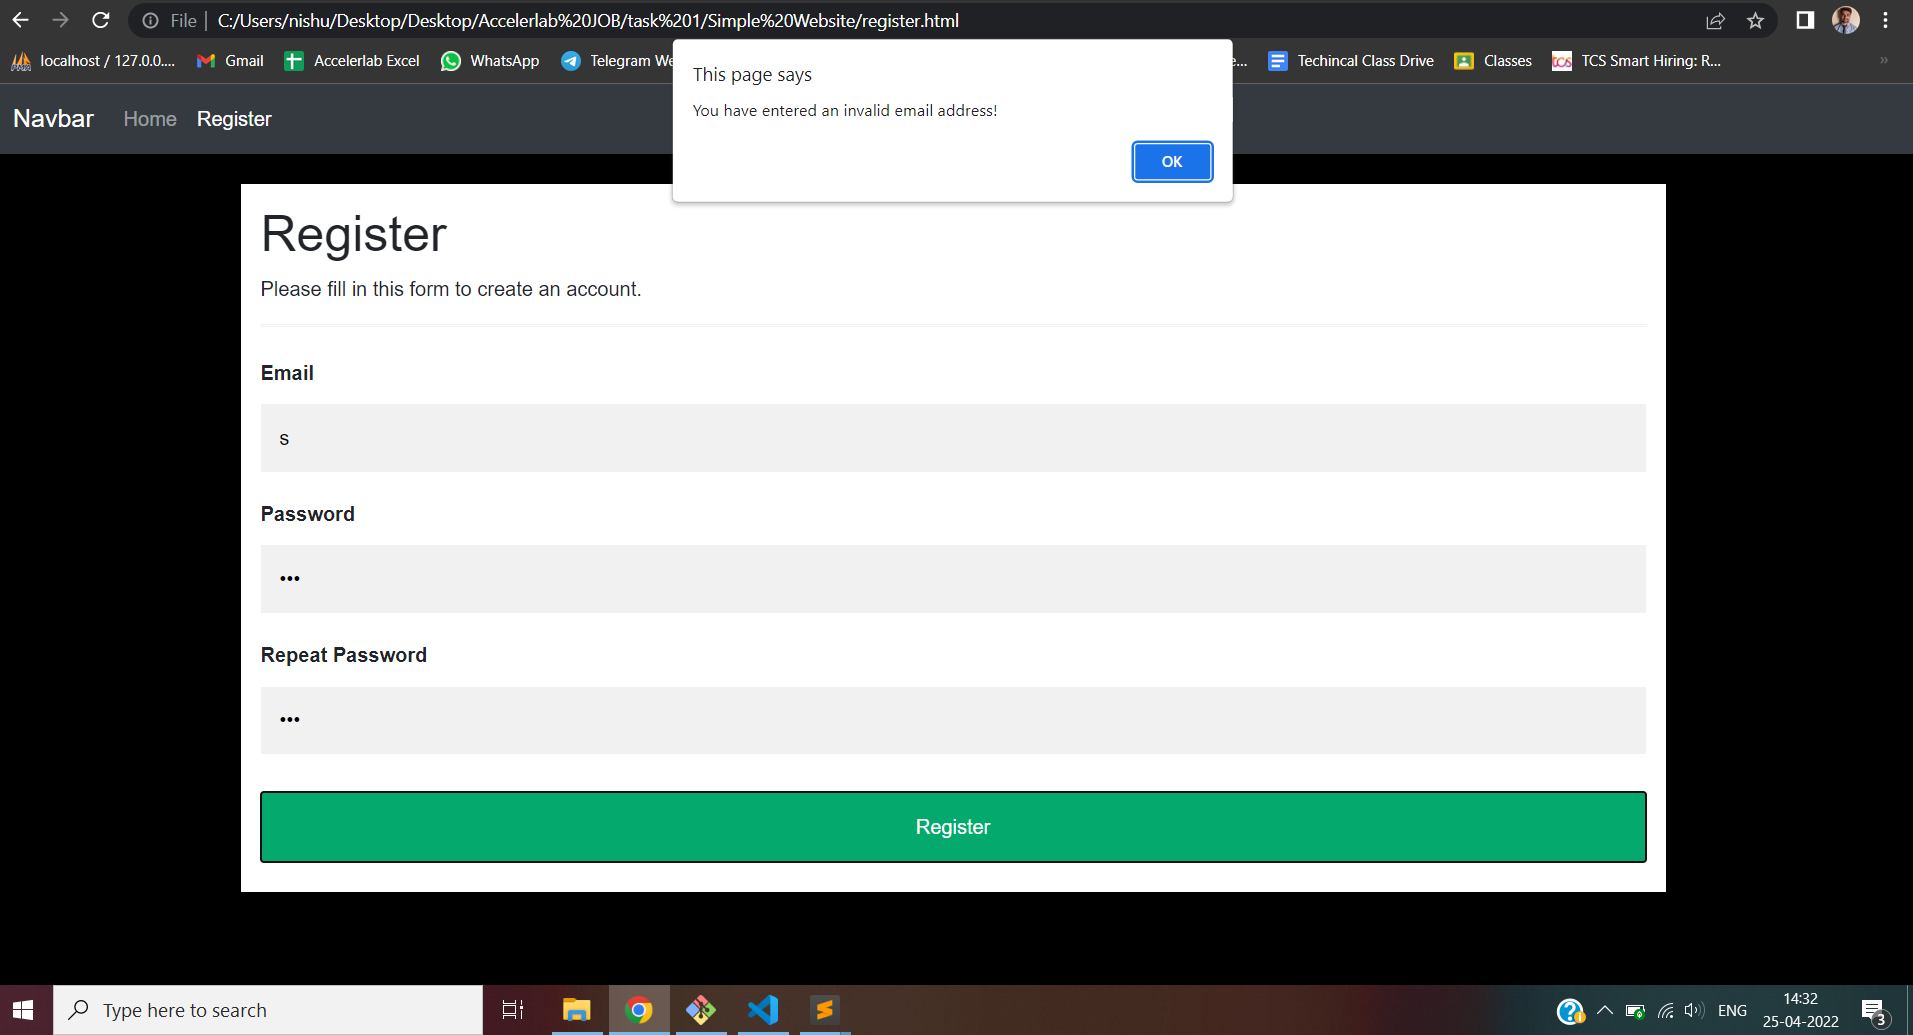 File | C:/Users/nishu/Desktop/Desktop/Accelerlab%20JOB/task%201/Simple%20Website/register.html
localhost / 127.0.0.... Gmail Accelerlab Excel WhatsApp Telegram We e... Techincal Class Drive Classes tcs TCS Smart Hiring: R... »
This page says
You have entered an invalid email address!
OK
Navbar Home Register
Register
Please fill in this form to create an account.
Email
s
Password
•••
Repeat Password
•••
Register
Type here to search
ENG
14:32
25-04-2022
3